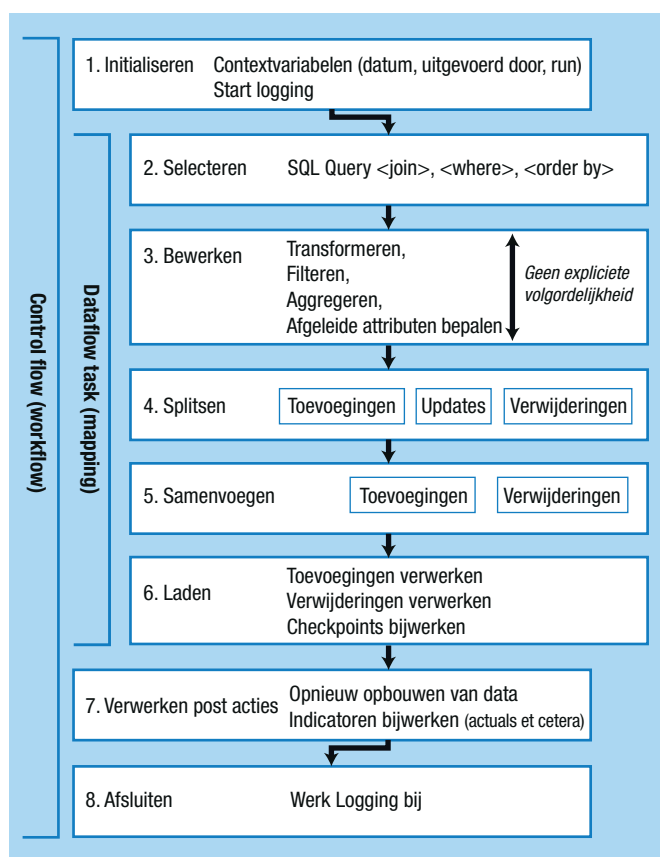 Control flow (workflow)
Dataflow task (mapping)
1. Initialiseren Contextvariabelen (datum, uitgevoerd door, run)
Start logging
2. Selecteren SQL Query <join>, <where>, <order by>
3. Bewerken Transformeren,
Filteren,
Aggregeren,
Afgeleide attributen bepalen
Geen expliciete
volgordelijkheid
4. Splitsen Toevoegingen Updates Verwijderingen
5. Samenvoegen Toevoegingen Verwijderingen
6. Laden Toevoegingen verwerken
Verwijderingen verwerken
Checkpoints bijwerken
7. Verwerken post acties Opnieuw opbouwen van data
Indicatoren bijwerken (actuals et cetera)
8. Afsluiten Werk Logging bij